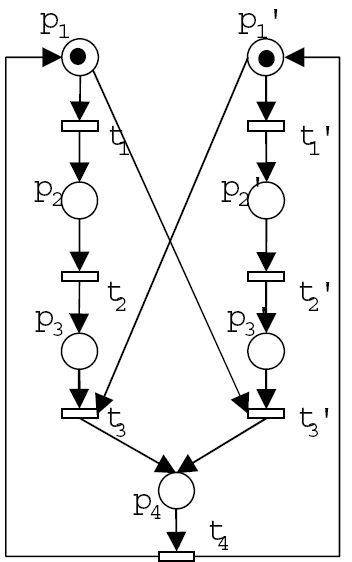 p1 p1'
t1 t1'
p2 p2'
t2 t2'
p3 p3'
t3 t3'
p4
t4